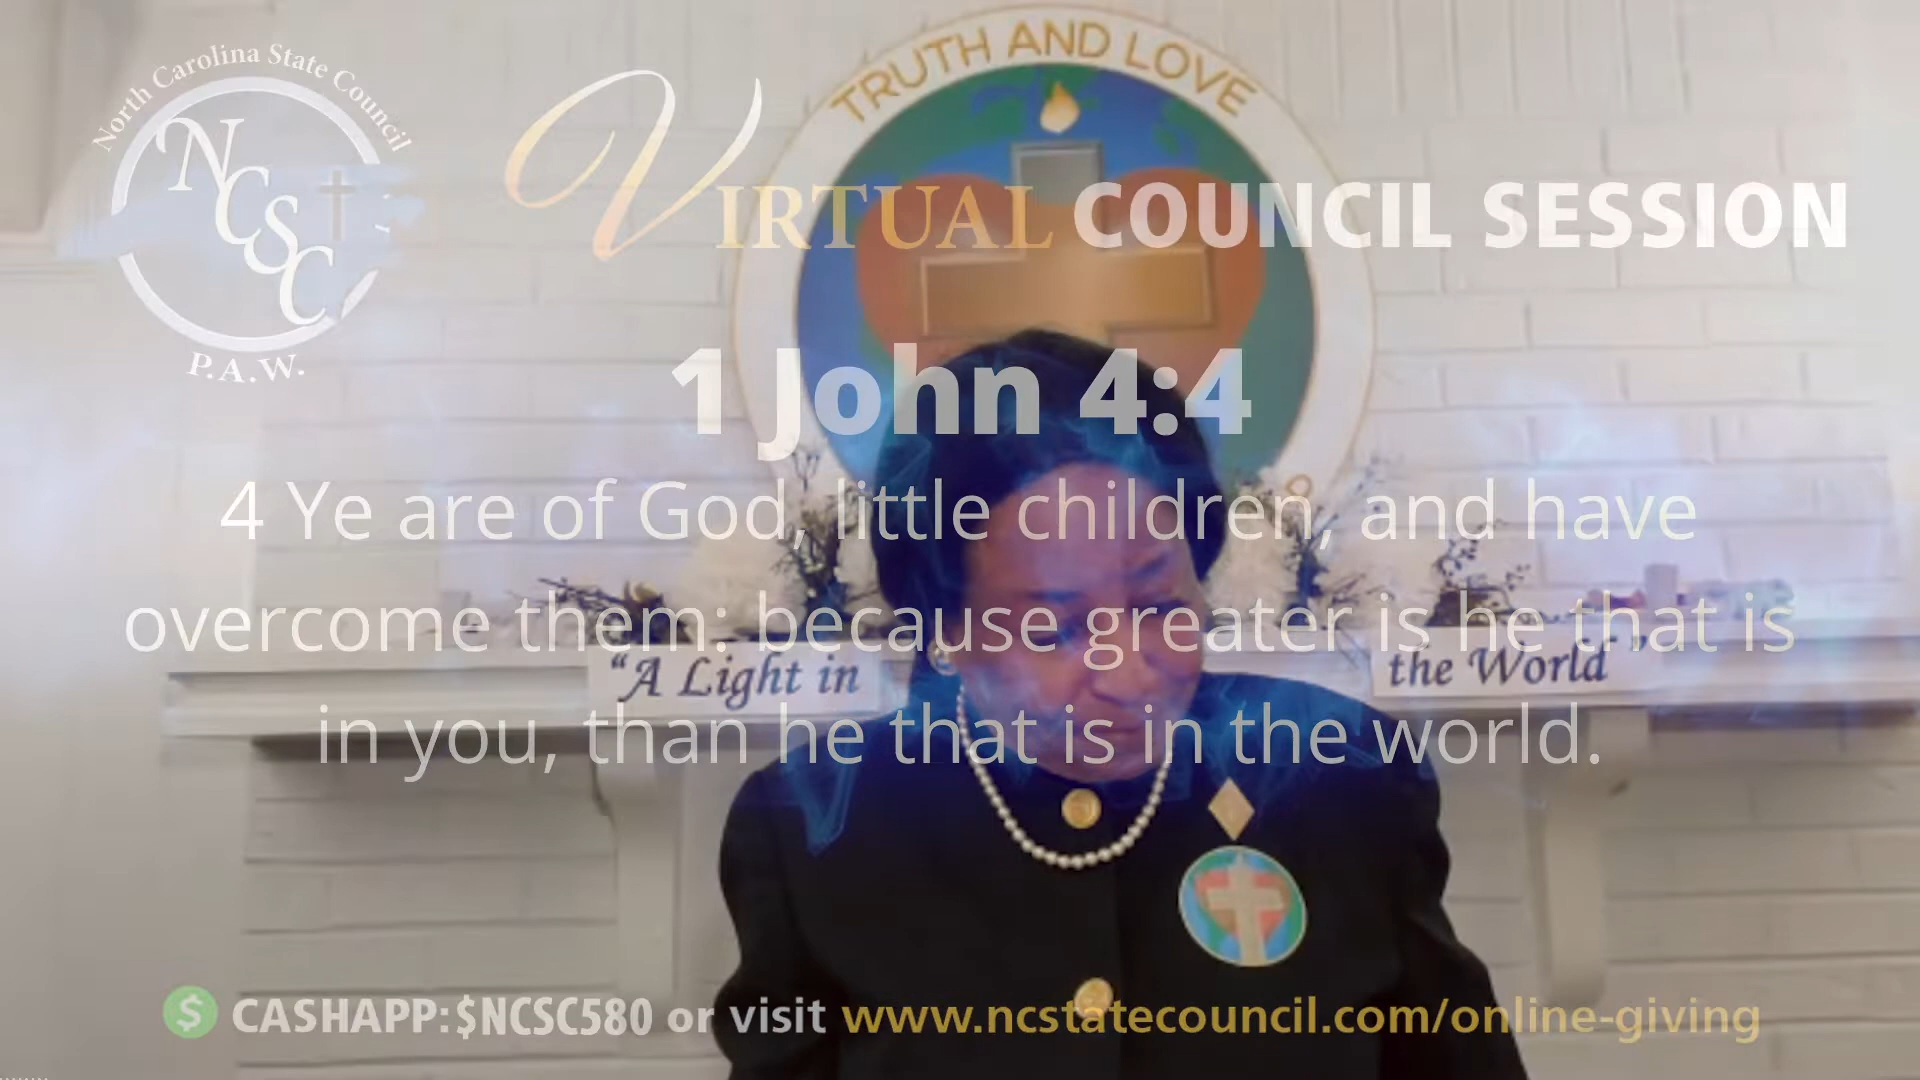 North Carolina State Council
NCSC
P.A.W.
VIRTUAL COUNCIL SESSION
TRUTH AND LOVE
1 John 4:4
4 Ye are of God, little children, and have
overcome them: because greater is he that is
in you, than he that is in the world.
“A Light in
the World”
$ CASHAPP:$NCSC580 or visit www.ncstatecouncil.com/online-giving